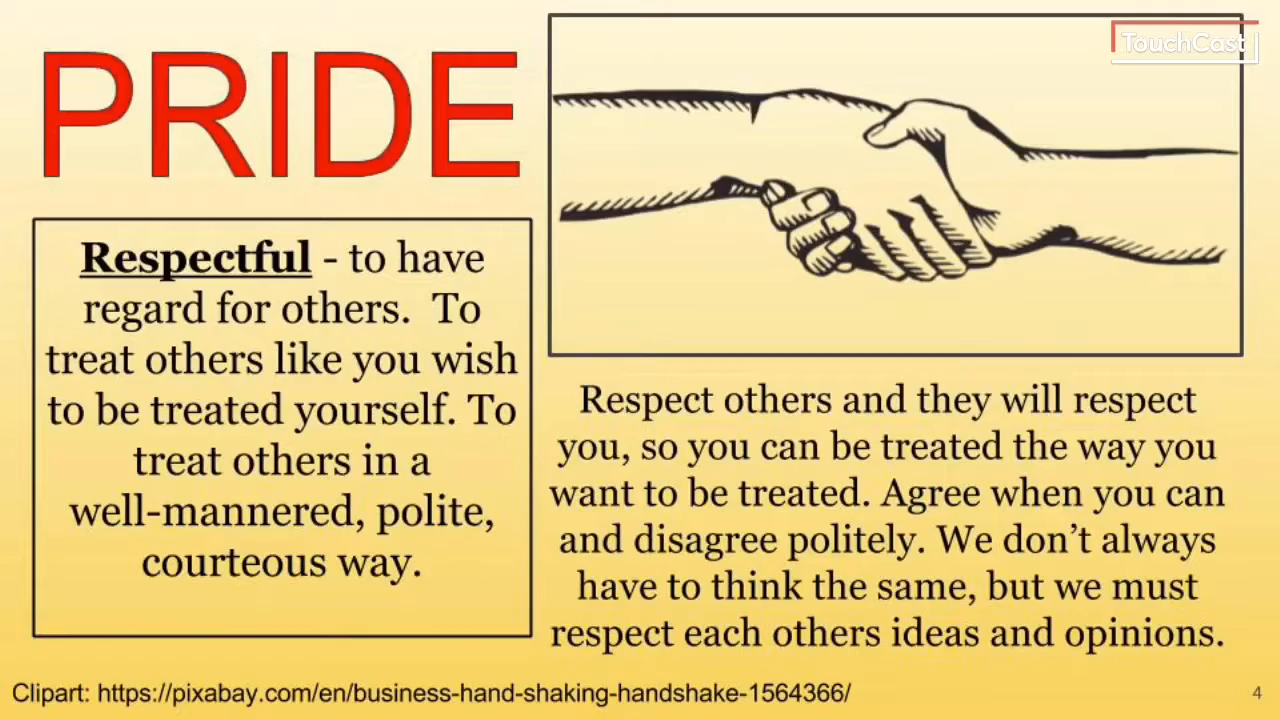 PRIDE
TouchCast
Respectful - to have
regard for others.  To
treat others like you wish
to be treated yourself. To
treat others in a
well-mannered, polite,
courteous way.
Respect others and they will respect
you, so you can be treated the way you
want to be treated. Agree when you can
and disagree politely. We don’t always
have to think the same, but we must
respect each others ideas and opinions.
Clipart: https://pixabay.com/en/business-hand-shaking-handshake-1564366/
4